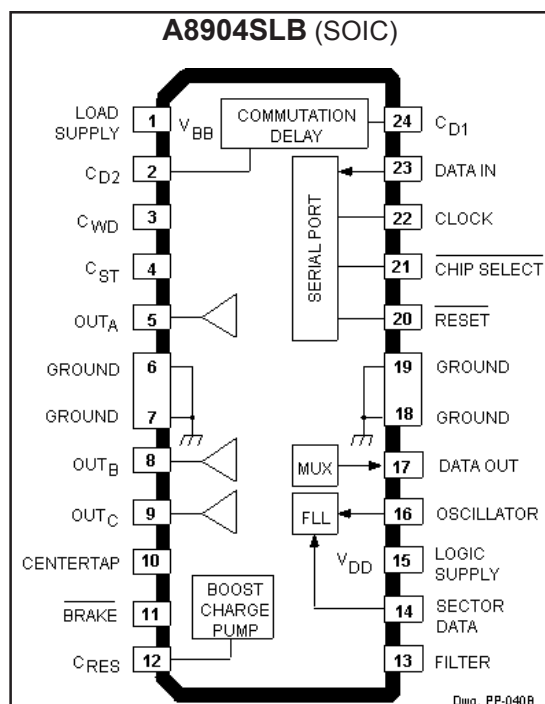 A8904SLB (SOIC)
LOAD
SUPPLY
1
V_BB
COMMUTATION
DELAY
24
C_D1
C_D2
2
23
DATA IN
C_WD
3
SERIAL PORT
22
CLOCK
C_ST
4
21
CHIP SELECT
OUT_A
5
20
RESET
GROUND
6
19
GROUND
GROUND
7
18
GROUND
OUT_B
8
MUX
17
DATA OUT
OUT_C
9
FLL
16
OSCILLATOR
CENTERTAP
10
V_DD
15
LOGIC
SUPPLY
BRAKE
11
BOOST
CHARGE
PUMP
14
SECTOR
DATA
C_RES
12
13
FILTER
Dwg. PP-040B